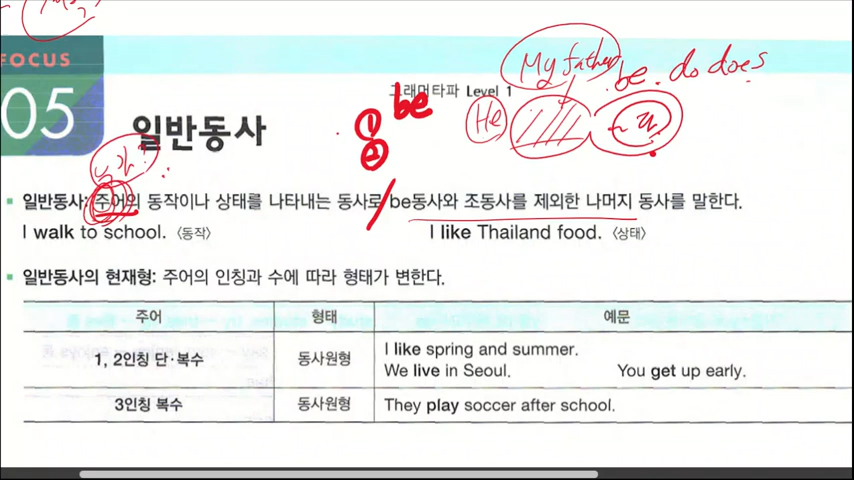 FOCUS
05
My father
be. do does
He
그래머타파 Level 1
be
일반동사
①
②
일반동사: 주어의 동작이나 상태를 나타내는 동사로 be동사와 조동사를 제외한 나머지 동사를 말한다.
I walk to school. 〈동작〉
I like Thailand food. 〈상태〉
일반동사의 현재형: 주어의 인칭과 수에 따라 형태가 변한다.
주어 형태 예문
1, 2인칭 단·복수 동사원형 I like spring and summer.
We live in Seoul. You get up early.
3인칭 복수 동사원형 They play soccer after school.